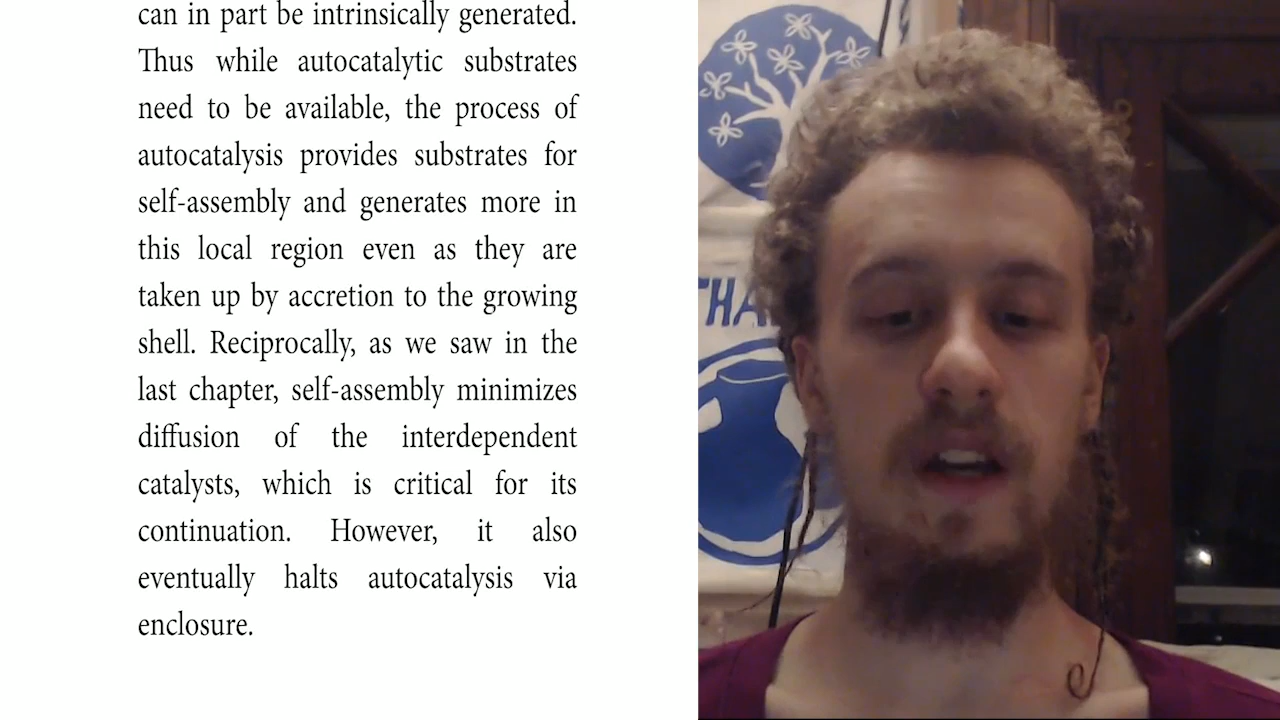 can in part be intrinsically generated.
Thus while autocatalytic substrates
need to be available, the process of
autocatalysis provides substrates for
self-assembly and generates more in
this local region even as they are
taken up by accretion to the growing
shell. Reciprocally, as we saw in the
last chapter, self-assembly minimizes
diffusion of the interdependent
catalysts, which is critical for its
continuation. However, it also
eventually halts autocatalysis via
enclosure.